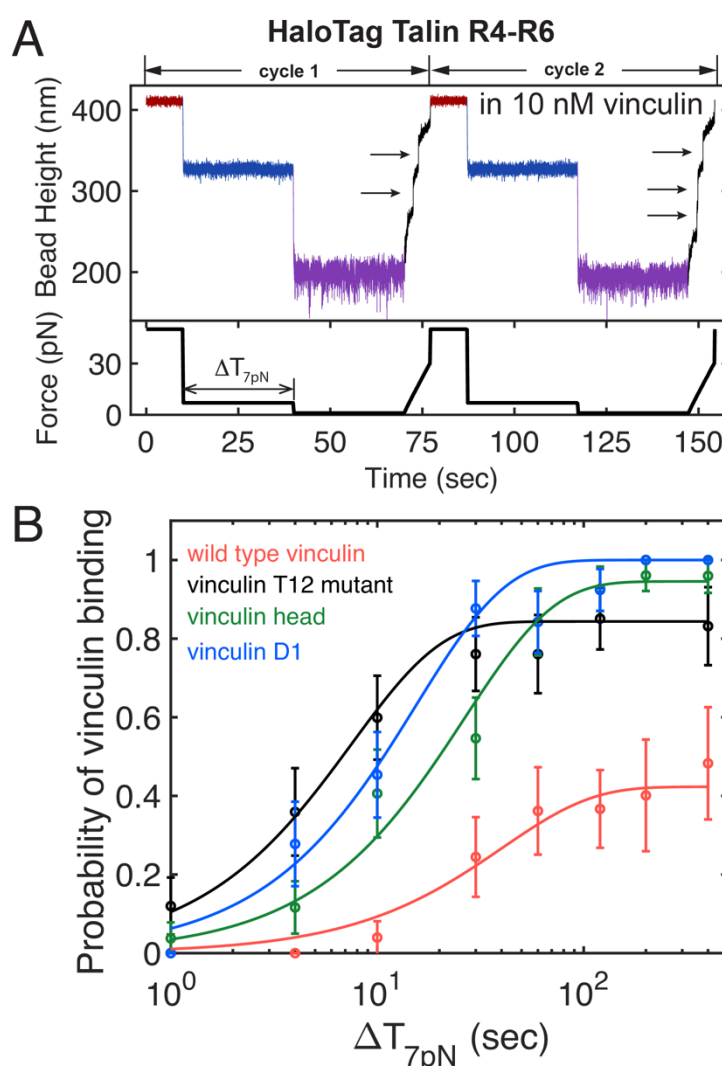 A
HaloTag Talin R4-R6
cycle 1
cycle 2
in 10 nM vinculin
Bead Height (nm)
400
300
200
Force (pN)
30
0
ΔT7pN
0
25
50
75
100
125
150
Time (sec)
B
wild type vinculin
vinculin T12 mutant
vinculin head
vinculin D1
Probability of vinculin binding
1
0.8
0.6
0.4
0.2
0
10⁰
10¹
10²
ΔT7pN (sec)